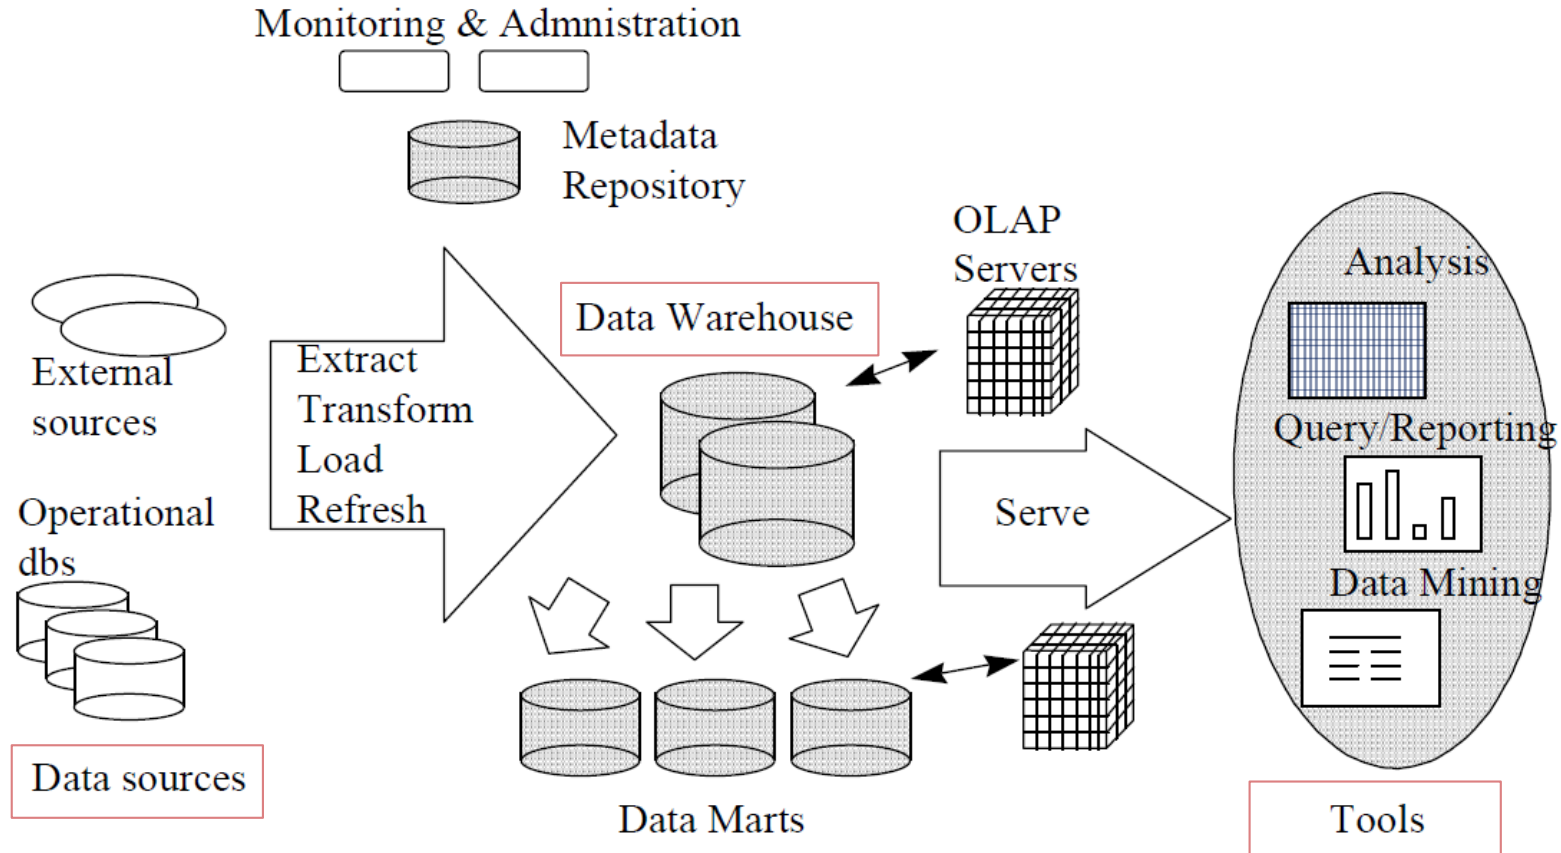 Monitoring & Admnistration
Metadata
Repository
OLAP
Servers
Analysis
Data Warehouse
External
sources
Extract
Transform
Load
Refresh
Query/Reporting
Operational
dbs
Serve
Data Mining
Data sources
Data Marts
Tools